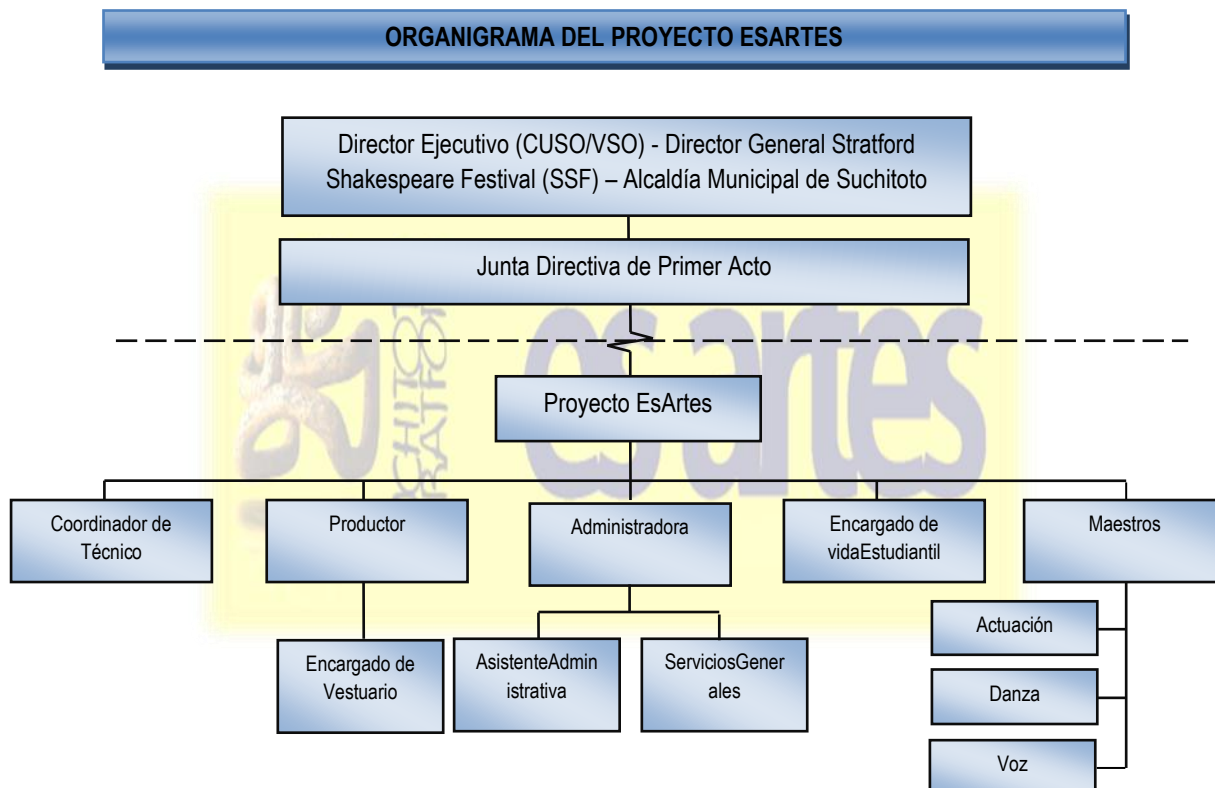 ORGANIGRAMA DEL PROYECTO ESARTES
Director Ejecutivo (CUSO/VSO) - Director General Stratford
Shakespeare Festival (SSF) – Alcaldía Municipal de Suchitoto
Junta Directiva de Primer Acto
es artes
Proyecto EsArtes
Coordinador de
Técnico
Productor
Administradora
Encargado de
vidaEstudiantil
Maestros
Encargado de
Vestuario
AsistenteAdmin
istrativa
ServiciosGener
ales
Actuación
Danza
Voz